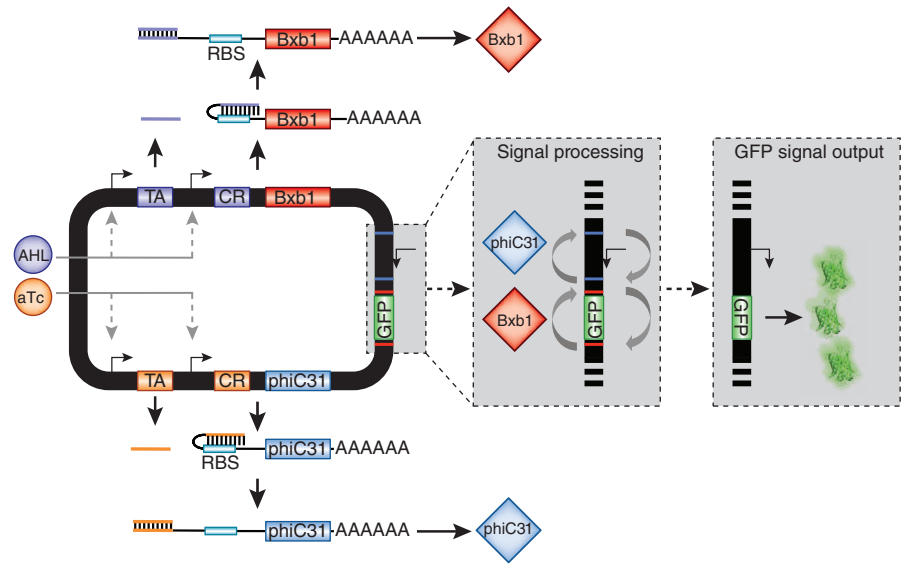 Bxb1
AAAAAA
Bxb1
RBS
Bxb1
AAAAAA
Signal processing
GFP signal output
TA
CR
Bxb1
phiC31
AHL
aTc
GFP
Bxb1
GFP
GFP
TA
CR
phiC31
phiC31
AAAAAA
RBS
phiC31
AAAAAA
phiC31